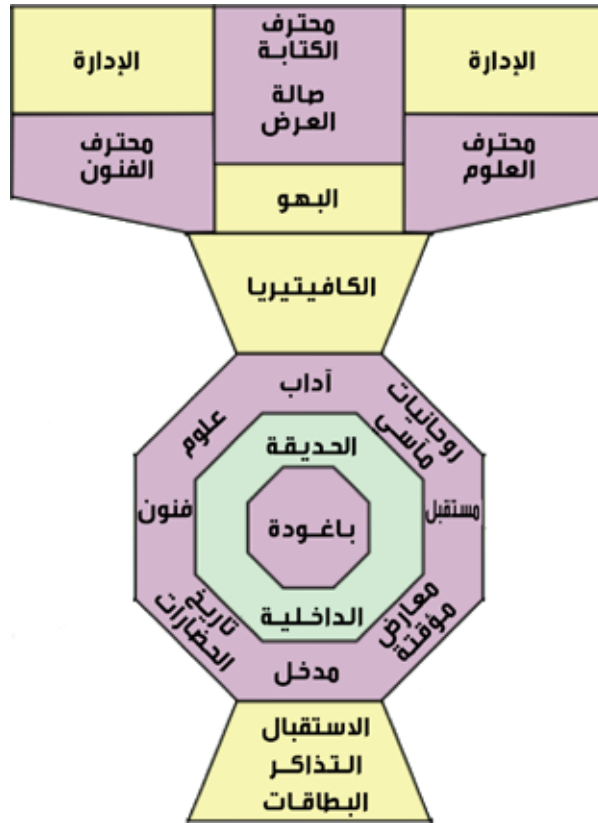 الإدارة
محترف
الكتابة
صالة
العرض
الإدارة
محترف
العلوم
محترف
الفنون
البهو
الكافيتيريا
آداب
روحانيات
مآسي
علوم
الحديقة
مستقبل
باغودة
فنون
معارض
مؤقتة
الداخلية
تاريخ
الحضارات
مدخل
الاستقبال
التذاكر
البطاقات